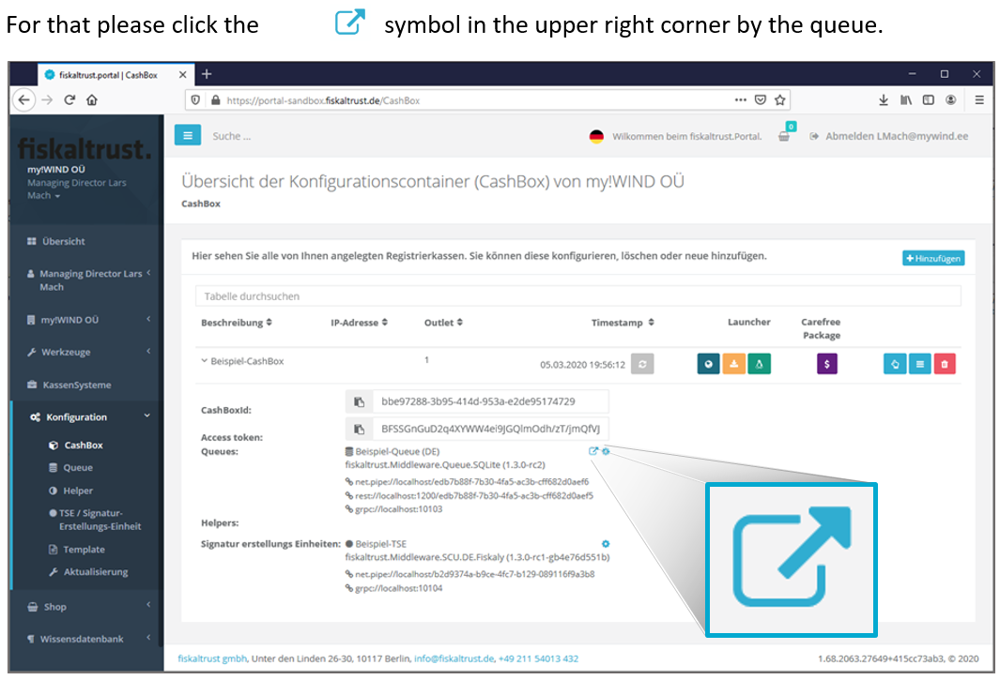 For that please click the symbol in the upper right corner by the queue.
fiskaltrust.portal | CashBox
https://portal-sandbox.fiskaltrust.de/CashBox
fiskaltrust.
my!WIND OÜ
Managing Director Lars
Mach
Suche ...
Wilkommen beim fiskaltrust.Portal.
0
Abmelden LMach@mywind.ee
Übersicht der Konfigurationscontainer (CashBox) von my!WIND OÜ
CashBox
Übersicht
Managing Director Lars
Mach
my!WIND OÜ
Werkzeuge
KassenSysteme
Konfiguration
CashBox
Queue
Helper
TSE / Signatur-
Erstellungs-Einheit
Template
Aktualisierung
Shop
Wissensdatenbank
Hier sehen Sie alle von Ihnen angelegten Registrierkassen. Sie können diese konfigurieren, löschen oder neue hinzufügen.
Hinzufügen
Tabelle durchsuchen
Beschreibung IP-Adresse Outlet Timestamp Launcher Carefree
Package
Beispiel-CashBox 1 05.03.2020 19:56:12
CashBoxId: bbe97288-3b95-414d-953a-e2de95174729
Access token: BFSSGnGuD2q4XYWW4ei9JGQlmOdh/zT/jmQfVJ
Queues: Beispiel-Queue (DE)
fiskaltrust.Middleware.Queue.SQLite (1.3.0-rc2)
net.pipe://localhost/edb7b88f-7b30-4fa5-ac3b-cff682d0aef6
rest://localhost:1200/edb7b88f-7b30-4fa5-ac3b-cff682d0aef5
grpc://localhost:10103
Helpers:
Signatur erstellungs Einheiten: Beispiel-TSE
fiskaltrust.Middleware.SCU.DE.Fiskaly (1.3.0-rc1-gb4e76d551b)
net.pipe://localhost/b2d9374a-b9ce-4fc7-b129-089116f9a3b8
grpc://localhost:10104
fiskaltrust gmbh, Unter den Linden 26-30, 10117 Berlin, info@fiskaltrust.de, +49 211 54013 432
1.68.2063.27649+415cc73ab3, © 2020